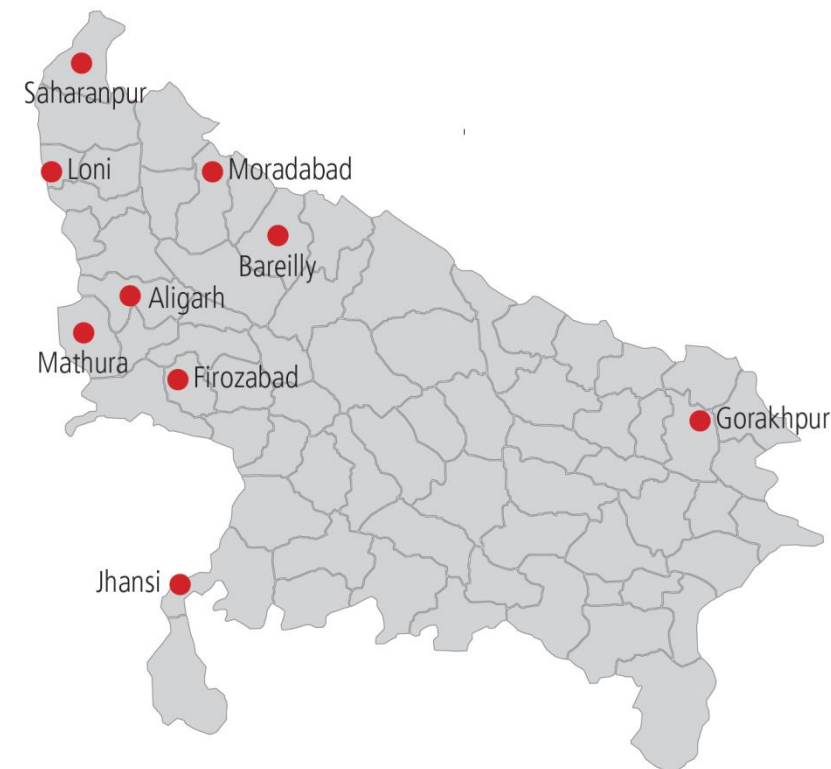 Saharanpur
Loni
Moradabad
Bareilly
Aligarh
Mathura
Firozabad
Gorakhpur
Jhansi